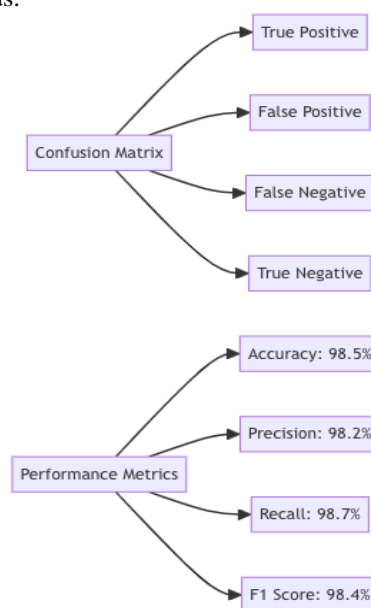 True Positive
False Positive
Confusion Matrix
False Negative
True Negative
Accuracy: 98.5%
Precision: 98.2%
Performance Metrics
Recall: 98.7%
F1 Score: 98.4%